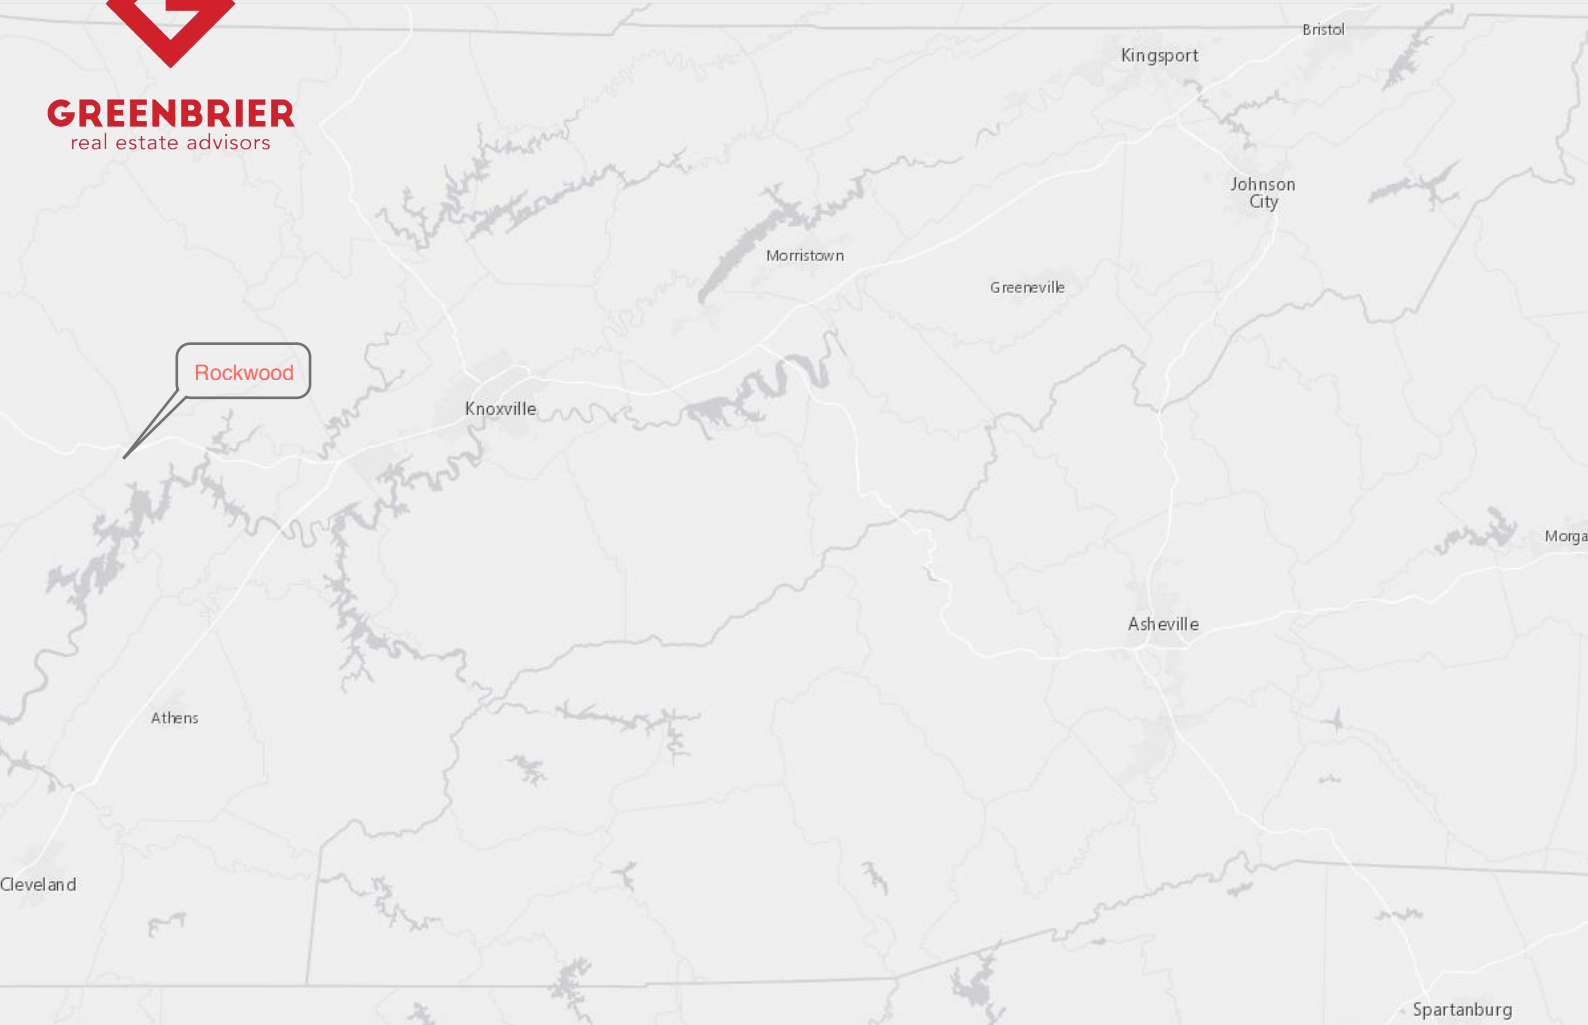 Bristol
Kingsport
GREENBRIER
real estate advisors
Johnson
City
Morristown
Greeneville
Rockwood
Knoxville
Morga
Asheville
Athens
Cleveland
Spartanburg